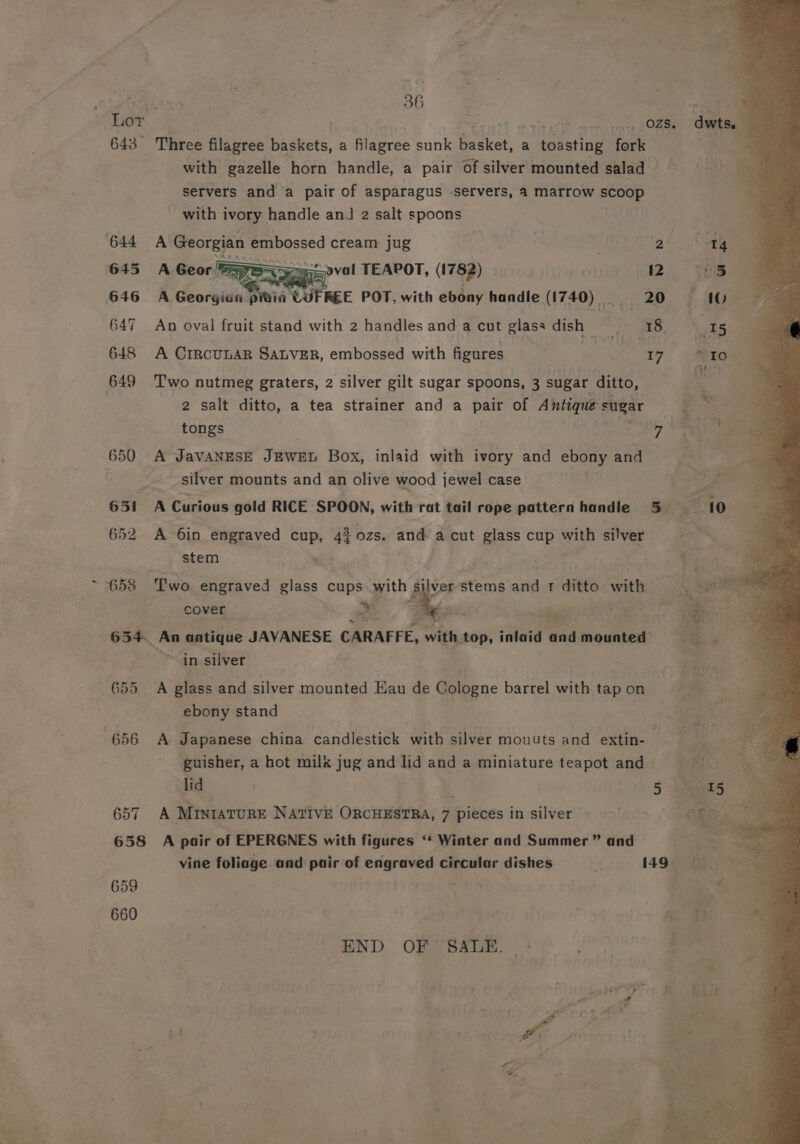 36
Lot ozs. dwts.
643 Three filagree baskets, a filagree sunk basket, a toasting fork
with gazelle horn handle, a pair of silver mounted salad
servers and a pair of asparagus servers, a marrow scoop
with ivory handle and 2 salt spoons
644 A Georgian embossed cream jug 2 14
645 A Geor oval TEAPOT, (1782) 12 5
646 A Georgian plain COFFEE POT, with ebony handle (1740) 20 10
647 An oval fruit stand with 2 handles and a cut glass dish 18 15
648 A CIRCULAR SALVER, embossed with figures 17 10
649 Two nutmeg graters, 2 silver gilt sugar spoons, 3 sugar ditto,
2 salt ditto, a tea strainer and a pair of Antique sugar
tongs 7
650 A JAVANESE JEWEL Box, inlaid with ivory and ebony and
silver mounts and an olive wood jewel case
651 A Curious gold RICE SPOON, with rat tail rope pattern handle 5 10
652 A 6in engraved cup, 4¾ ozs. and a cut glass cup with silver
stem
653 Two engraved glass cups with silver stems and 1 ditto with
cover
654 An antique JAVANESE CARAFFE, with top, inlaid and mounted
in silver
655 A glass and silver mounted Eau de Cologne barrel with tap on
ebony stand
656 A Japanese china candlestick with silver mouuts and extin-
guisher, a hot milk jug and lid and a miniature teapot and
lid 5 15
657 A MINIATURE NATIVE ORCHESTRA, 7 pieces in silver
658 A pair of EPERGNES with figures “ Winter and Summer ” and
vine foliage and pair of engraved circular dishes 149
659
660
END OF SALE.